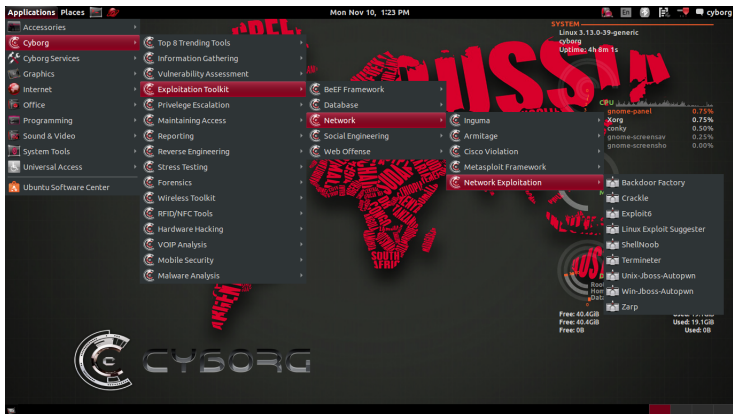 Applications Places
Mon Nov 10, 1:23 PM
En
cyborg
Accessories
Cyborg
Cyborg Services
Graphics
Internet
Office
Programming
Sound & Video
System Tools
Universal Access
Ubuntu Software Center
Top 8 Trending Tools
Information Gathering
Vulnerability Assessment
Exploitation Toolkit
Privelege Escalation
Maintaining Access
Reporting
Reverse Engineering
Stress Testing
Forensics
Wireless Toolkit
RFID/NFC Tools
Hardware Hacking
VOIP Analysis
Mobile Security
Malware Analysis
BeEF Framework
Database
Network
Social Engineering
Web Offense
Inguma
Armitage
Cisco Violation
Metasploit Framework
Network Exploitation
Backdoor Factory
Crackle
Exploit6
Linux Exploit Suggester
ShellNoob
Termineter
Unix-Jboss-Autopwn
Win-Jboss-Autopwn
Zarp
SYSTEM
Linux 3.13.0-39-generic
cyborg
Uptime: 4h 8m 1s
CPU
gnome-panel 0.75%
Xorg 0.75%
conky 0.50%
gnome-screensav 0.25%
gnome-screensho 0.00%
Free: 40.4GiB
Free: 40.4GiB Used: 19.1GiB
Free: 0B Used: 0B
RUSS
SOUTH
CYBORG